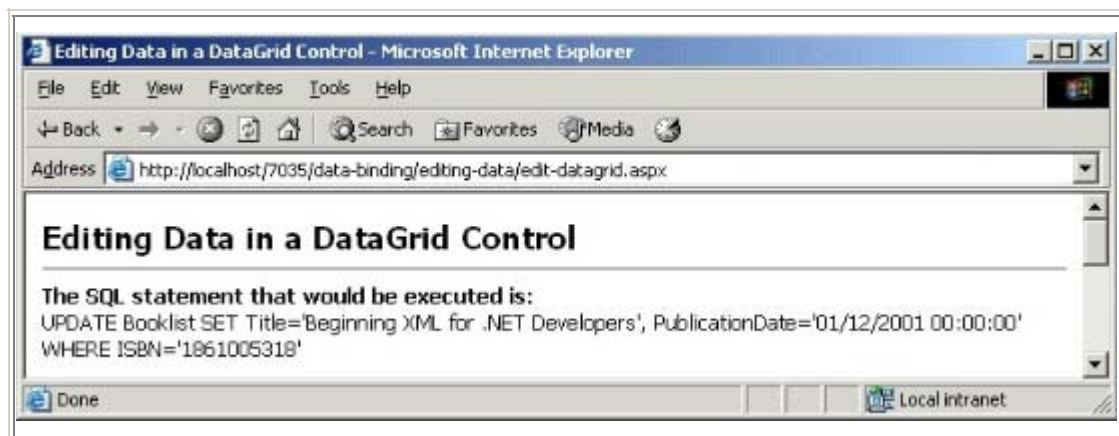 Editing Data in a DataGrid Control - Microsoft Internet Explorer
File Edit View Favorites Tools Help
Back Search Favorites Media
Address http://localhost/7035/data-binding/editing-data/edit-datagrid.aspx
Editing Data in a DataGrid Control
The SQL statement that would be executed is:
UPDATE Booklist SET Title='Beginning XML for .NET Developers', PublicationDate='01/12/2001 00:00:00'
WHERE ISBN='1861005318'
Done Local intranet